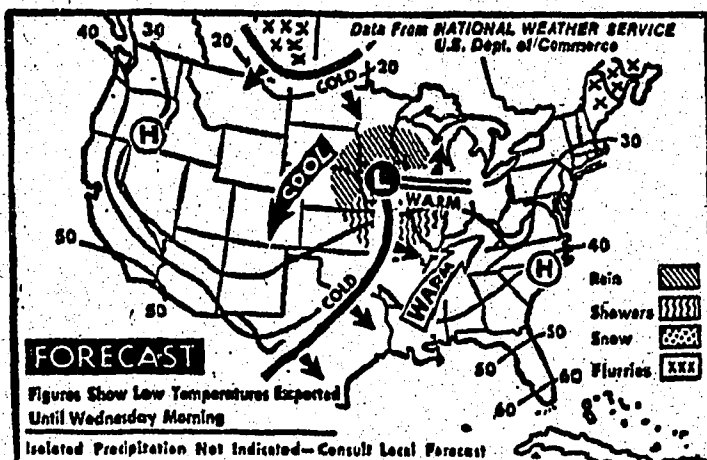 Data From NATIONAL WEATHER SERVICE
U.S. Dept. of Commerce
40
30
20
20
COLD
H
COOL
L
WARM
30
50
50
COLD
WARM
H
40
Rain
Showers
Snow
Flurries
XXX
50
50
60
60
FORECAST
Figures Show Low Temperatures Expected
Until Wednesday Morning
Isolated Precipitation Not Indicated—Consult Local Forecast